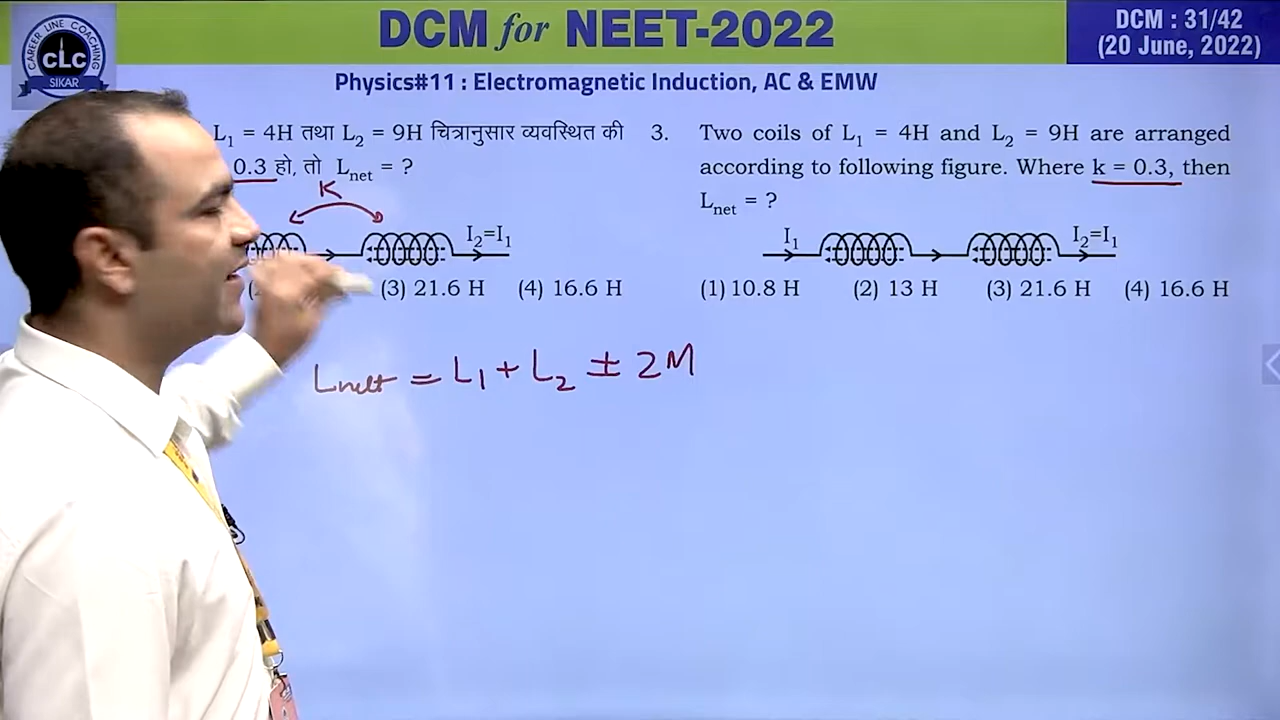 DCM for NEET-2022
DCM : 31/42
(20 June, 2022)
CAREER LINE COACHING
CLC
SIKAR
Physics#11 : Electromagnetic Induction, AC & EMW
L₁ = 4H तथा L₂ = 9H चित्रानुसार व्यवस्थित की
0.3 हो, तो Lnet = ?
K
I₂=I₁
(3) 21.6 H (4) 16.6 H
3. Two coils of L₁ = 4H and L₂ = 9H are arranged
according to following figure. Where k = 0.3, then
Lnet = ?
I₁ I₂=I₁
(1) 10.8 H (2) 13 H (3) 21.6 H (4) 16.6 H
Lnett = L₁ + L₂ ± 2M